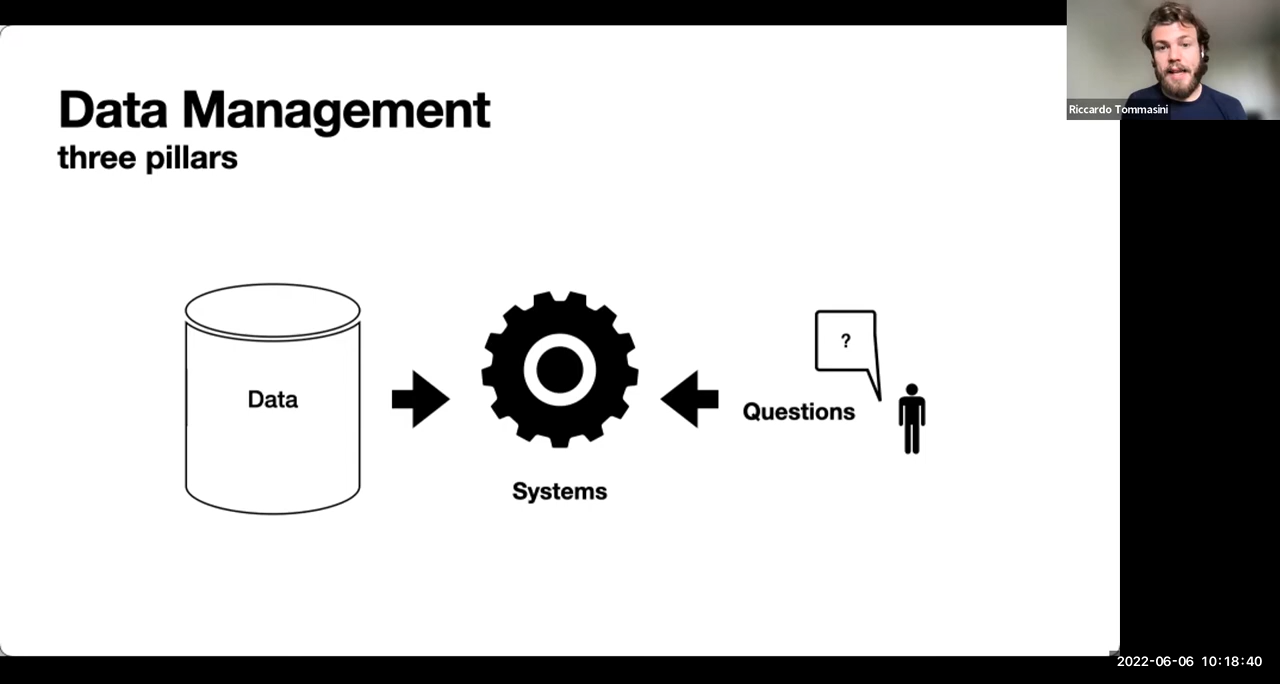 Data Management
three pillars
Riccardo Tommasini
Data
?
Questions
Systems
2022-06-06 10:18:40